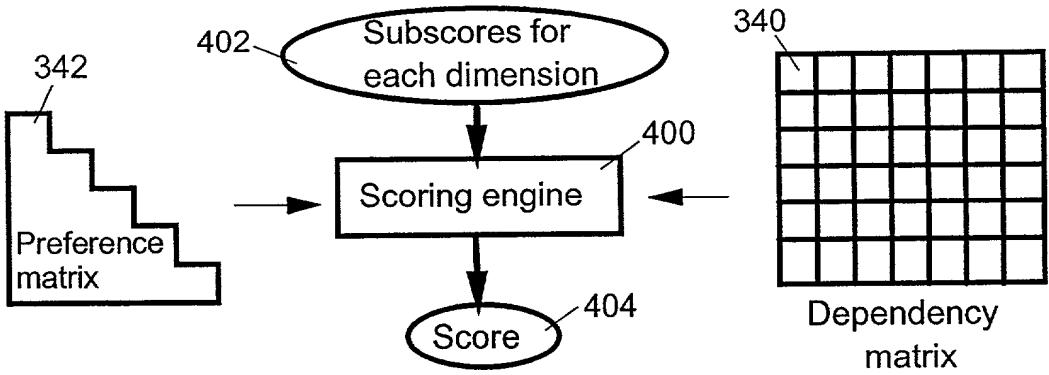 402
Subscores for
each dimension
340
342
400
Scoring engine
Preference
matrix
404
Score
Dependency
matrix